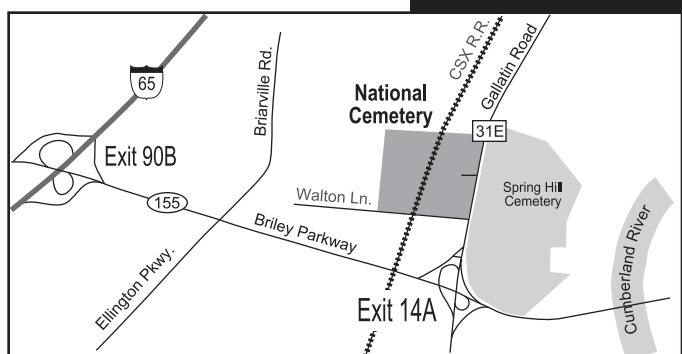 65
Briarville Rd.
CSX R.R.
Gallatin Road
National
Cemetery
31E
Exit 90B
Spring Hill
Cemetery
Walton Ln.
155
Briley Parkway
Cumberland River
Ellington Pkwy.
Exit 14A